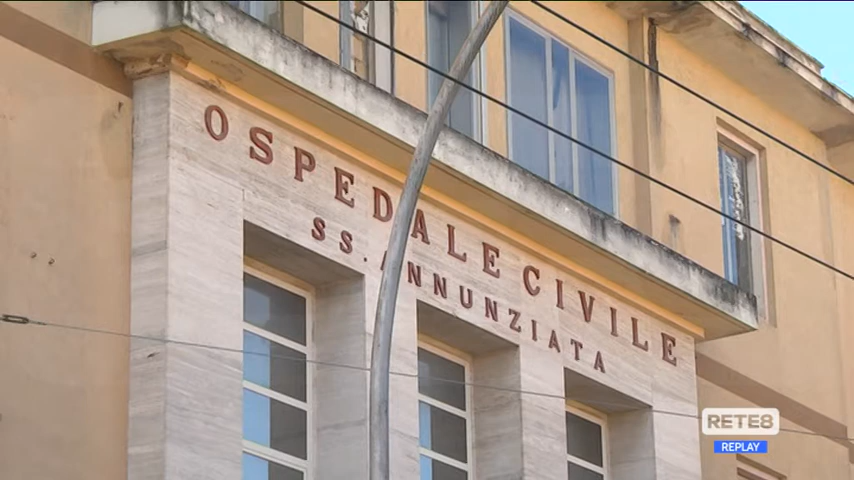 OSPEDALE CIVILE
SS. ANNUNZIATA
RETE8
REPLAY